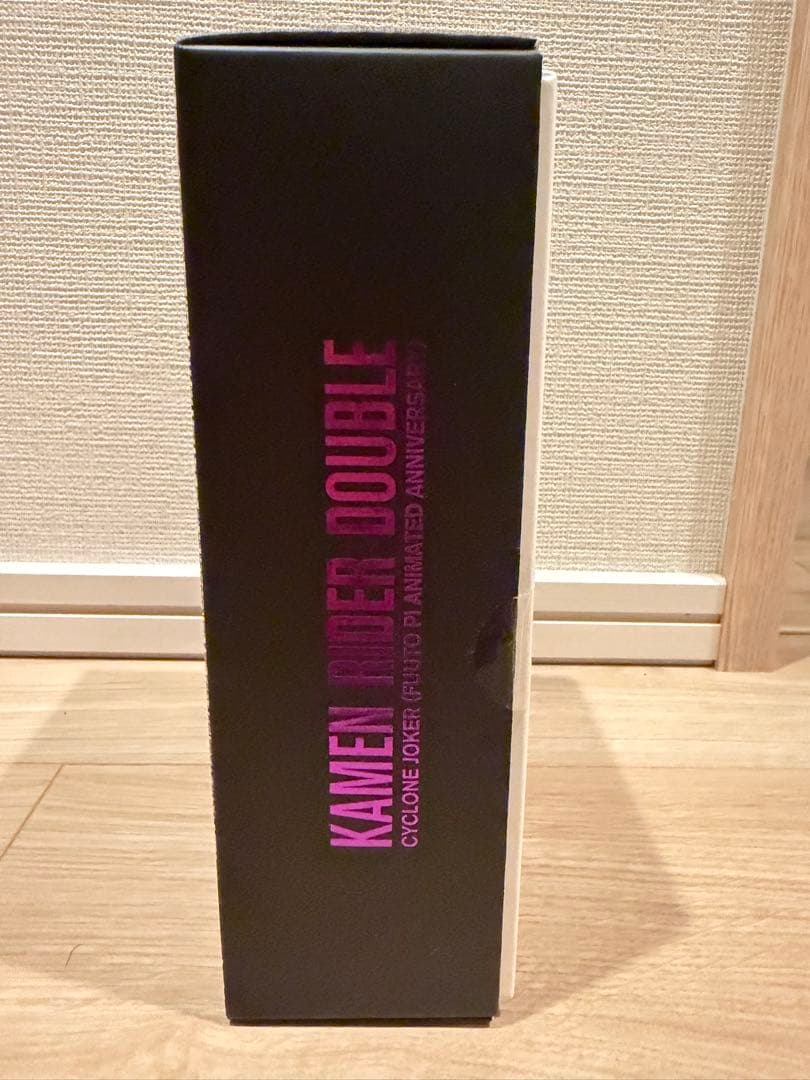 KAMEN RIDER DOUBLE
CYCLONE JOKER (FUUTO PI ANIMATED ANNIVERSARY)